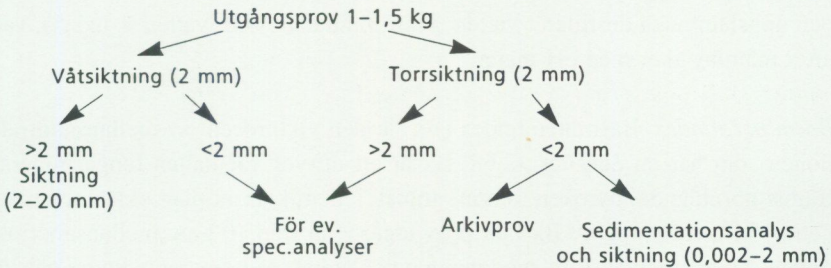 Utgångsprov 1–1,5 kg
Våtsiktning (2 mm)
Torrsiktning (2 mm)
>2 mm
Siktning
(2–20 mm)
<2 mm
>2 mm
<2 mm
För ev.
spec.analyser
Arkivprov
Sedimentationsanalys
och siktning (0,002–2 mm)